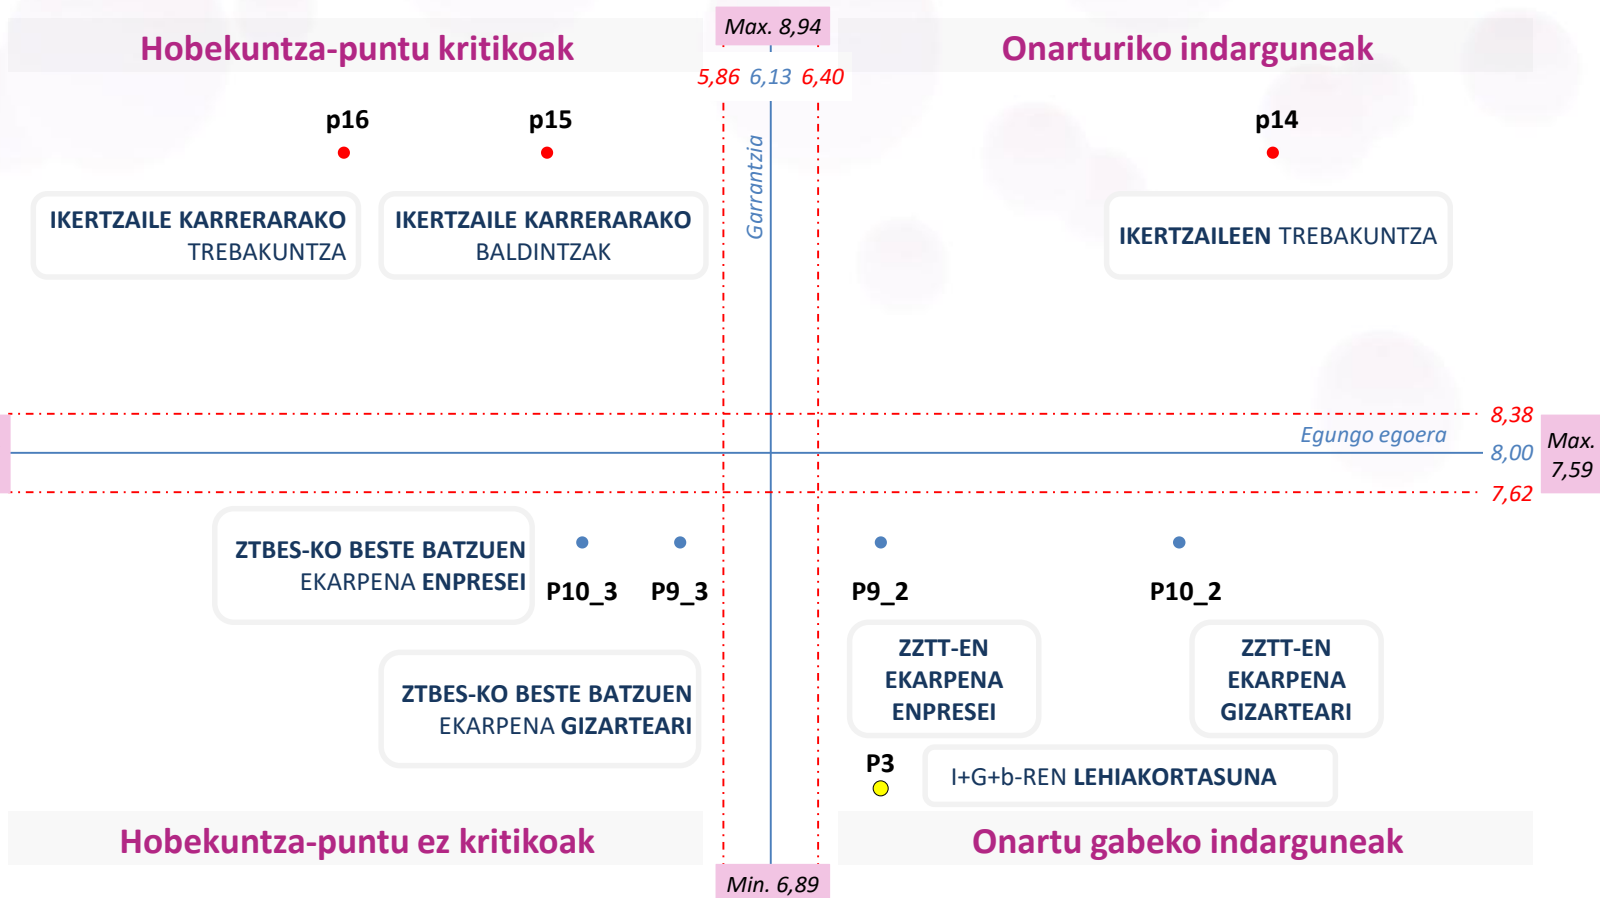 Max. 8,94
Hobekuntza-puntu kritikoak
Onarturiko indarguneak
5,86 6,13 6,40
p16
p15
p14
Garrantzia
IKERTZAILE KARRERARAKO
TREBAKUNTZA
IKERTZAILE KARRERARAKO
BALDINTZAK
IKERTZAILEEN TREBAKUNTZA
8,38
Egungo egoera
8,00
7,62
Max.
7,59
ZTBES-KO BESTE BATZUEN
EKARPENA ENPRESEI
P10_3
P9_3
P9_2
P10_2
ZTBES-KO BESTE BATZUEN
EKARPENA GIZARTEARI
ZZTT-EN
EKARPENA
ENPRESEI
ZZTT-EN
EKARPENA
GIZARTEARI
P3
I+G+b-REN LEHIAKORTASUNA
Hobekuntza-puntu ez kritikoak
Onartu gabeko indarguneak
Min. 6,89